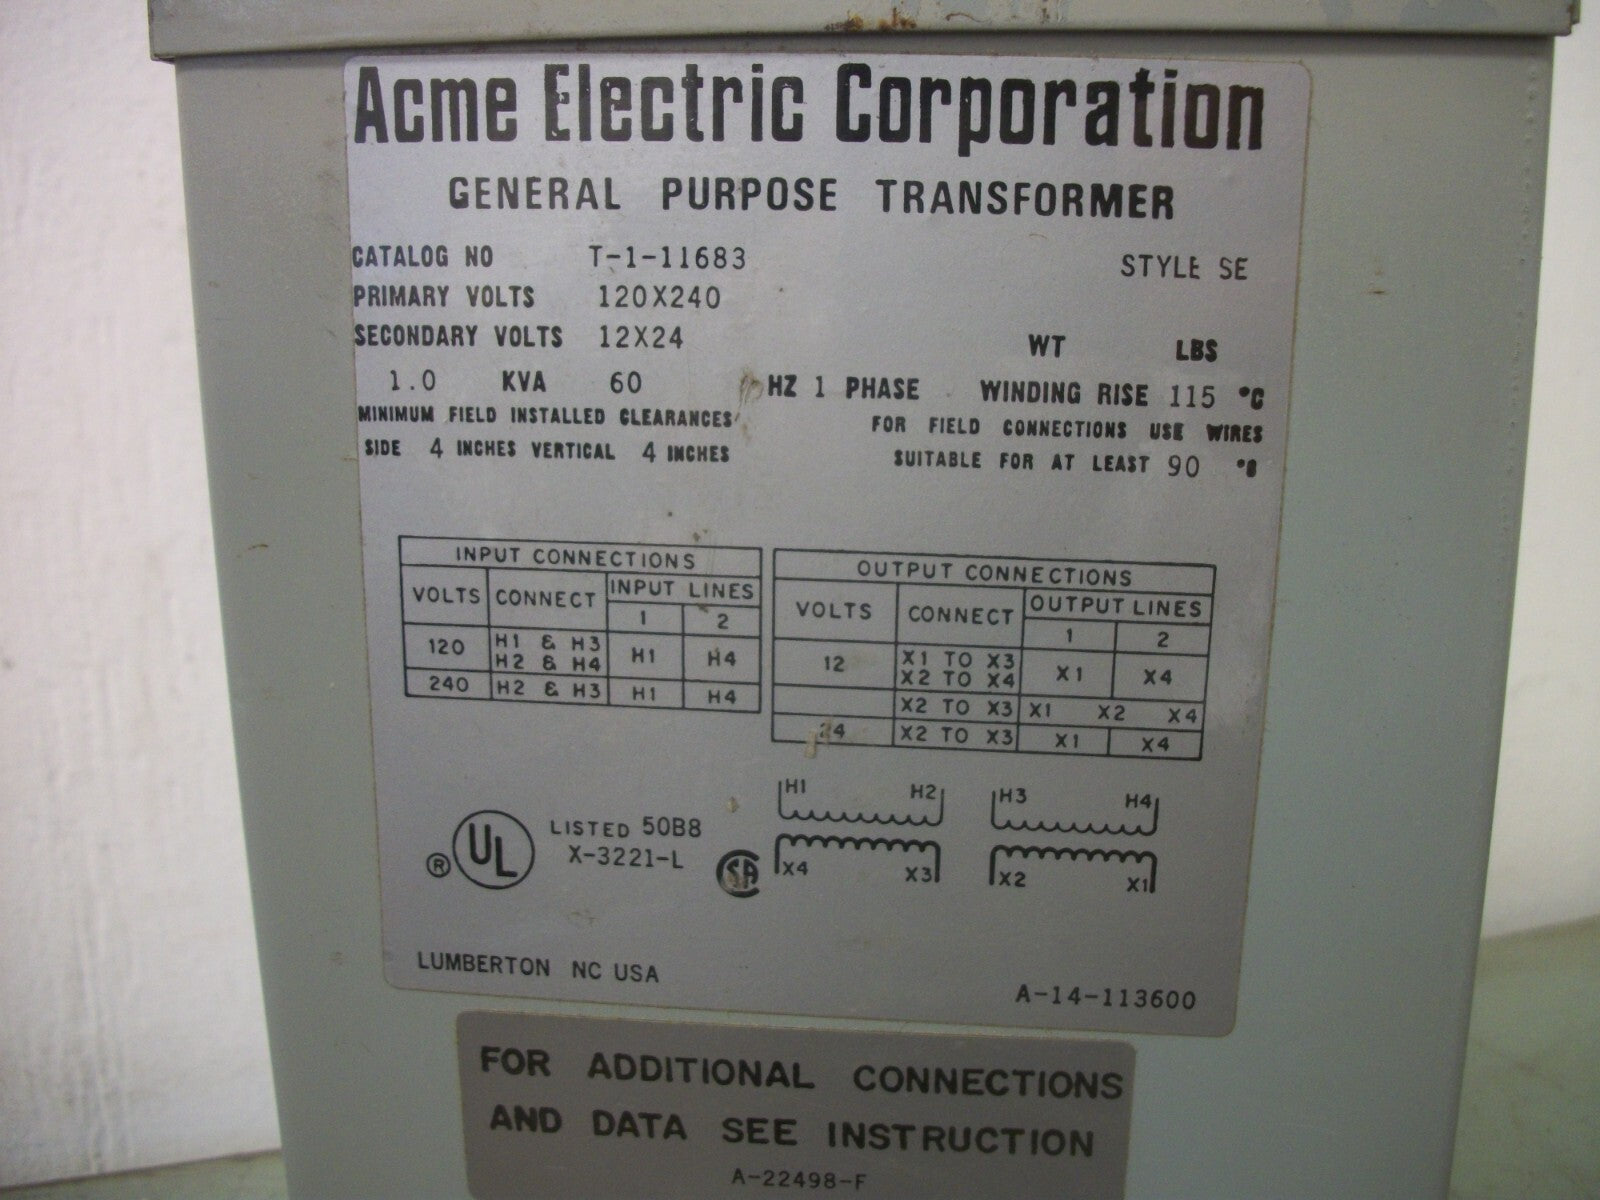 Acme Electric Corporation
GENERAL PURPOSE TRANSFORMER
CATALOG NO T-1-11683 STYLE SE
PRIMARY VOLTS 120X240
SECONDARY VOLTS 12X24 WT LBS
1.0 KVA 60 HZ 1 PHASE WINDING RISE 115 °C
MINIMUM FIELD INSTALLED CLEARANCES FOR FIELD CONNECTIONS USE WIRES
SIDE 4 INCHES VERTICAL 4 INCHES SUITABLE FOR AT LEAST 90 °C
INPUT CONNECTIONS
VOLTS CONNECT INPUT LINES
1 2
120 H1 & H3 H1 H4
H2 & H4
240 H2 & H3 H1 H4
OUTPUT CONNECTIONS
VOLTS CONNECT OUTPUT LINES
1 2
12 X1 TO X3 X1 X4
X2 TO X4
X2 TO X3 X1 X2 X4
24 X2 TO X3 X1 X4
H1 H2 H3 H4
X4 X3 X2 X1
® UL LISTED 50B8
X-3221-L
SA
LUMBERTON NC USA
A-14-113600
FOR ADDITIONAL CONNECTIONS
AND DATA SEE INSTRUCTION
A-22498-F